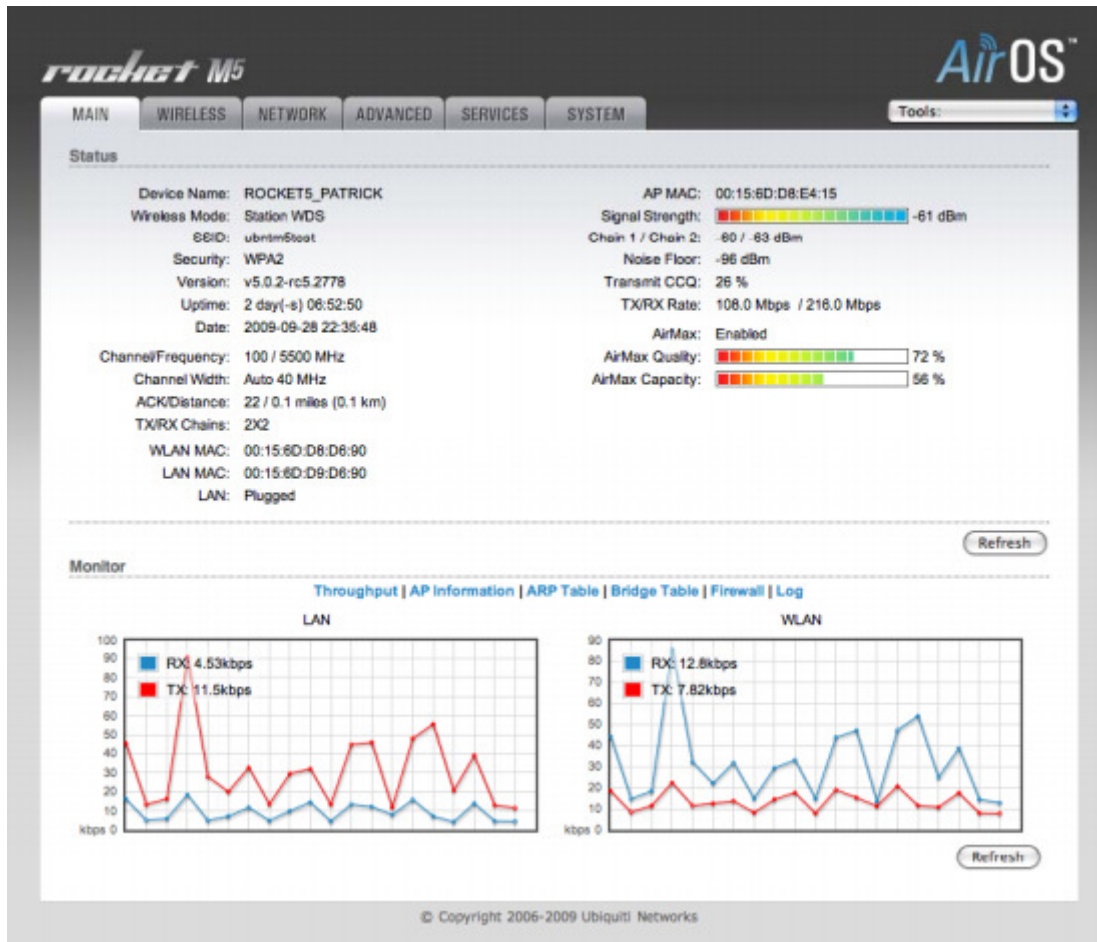 rocket M5
AirOS™
MAIN WIRELESS NETWORK ADVANCED SERVICES SYSTEM
Tools:
Status
Device Name: ROCKET5_PATRICK
Wireless Mode: Station WDS
SSID: ubntm5test
Security: WPA2
Version: v5.0.2-rc5.2778
Uptime: 2 day(-s) 06:52:50
Date: 2009-09-28 22:35:48
Channel/Frequency: 100 / 5500 MHz
Channel Width: Auto 40 MHz
ACK/Distance: 22 / 0.1 miles (0.1 km)
TX/RX Chains: 2X2
WLAN MAC: 00:15:6D:D8:D6:90
LAN MAC: 00:15:6D:D9:D6:90
LAN: Plugged
AP MAC: 00:15:6D:D8:E4:15
Signal Strength: -61 dBm
Chain 1 / Chain 2: -60 / -63 dBm
Noise Floor: -96 dBm
Transmit CCQ: 26 %
TX/RX Rate: 108.0 Mbps / 216.0 Mbps
AirMax: Enabled
AirMax Quality: 72 %
AirMax Capacity: 56 %
Refresh
Monitor
Throughput | AP Information | ARP Table | Bridge Table | Firewall | Log
LAN
100
90
80
70
60
50
40
30
20
10
kbps 0
RX: 4.53kbps
TX: 11.5kbps
WLAN
90
80
70
60
50
40
30
20
10
kbps 0
RX: 12.8kbps
TX: 7.82kbps
Refresh
© Copyright 2006-2009 Ubiquiti Networks